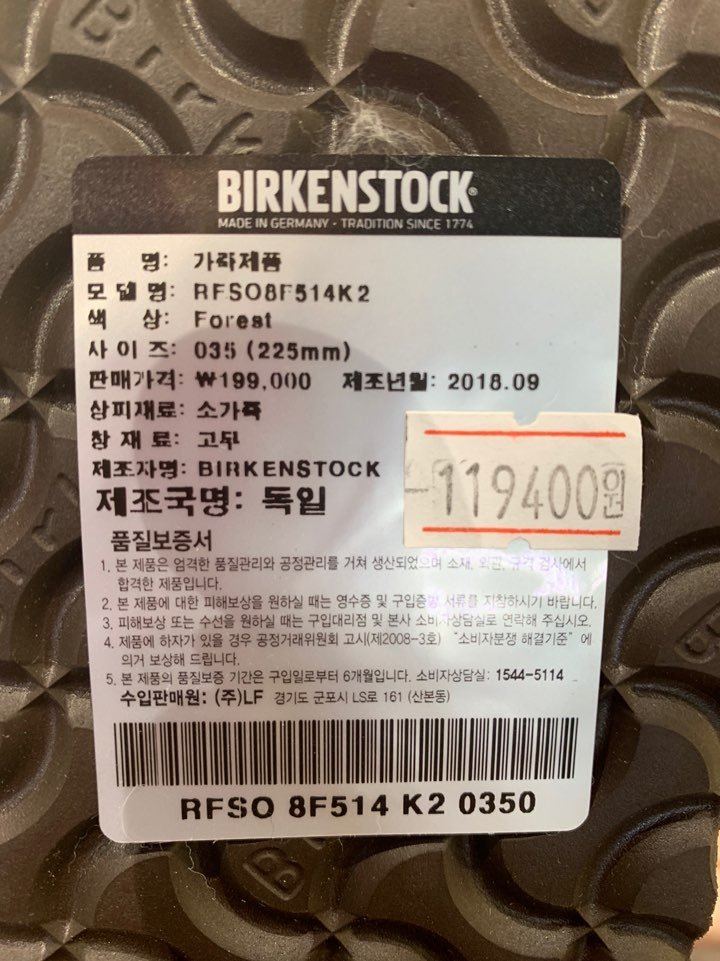 Birk
BIRKENSTOCK®
MADE IN GERMANY · TRADITION SINCE 1774
품 명: 가죽제품
모 델 명: RFSO8F514K2
색 상: Forest
사 이 즈: 035 (225mm)
판매가격: ₩199,000 제조년월: 2018.09
상피재료: 소가죽
창 재 료: 고무
제조자명: BIRKENSTOCK
119400원
제조국명: 독일
품질보증서
1. 본 제품은 엄격한 품질관리와 공정관리를 거쳐 생산되었으며 소재, 외관, 규격 검사에서
합격한 제품입니다.
2. 본 제품에 대한 피해보상을 원하실 때는 영수증 및 구입증빙 서류를 지참하시기 바랍니다.
3. 피해보상 또는 수선을 원하실 때는 구입대리점 및 본사 소비자상담실로 연락해 주십시오.
4. 제품에 하자가 있을 경우 공정거래위원회 고시(제2008-3호) "소비자분쟁 해결기준" 에
의거 보상해 드립니다.
5. 본 제품의 품질보증 기간은 구입일로부터 6개월입니다. 소비자상담실: 1544-5114
수입판매원: (주)LF 경기도 군포시 LS로 161 (산본동)
RFSO 8F514 K2 0350